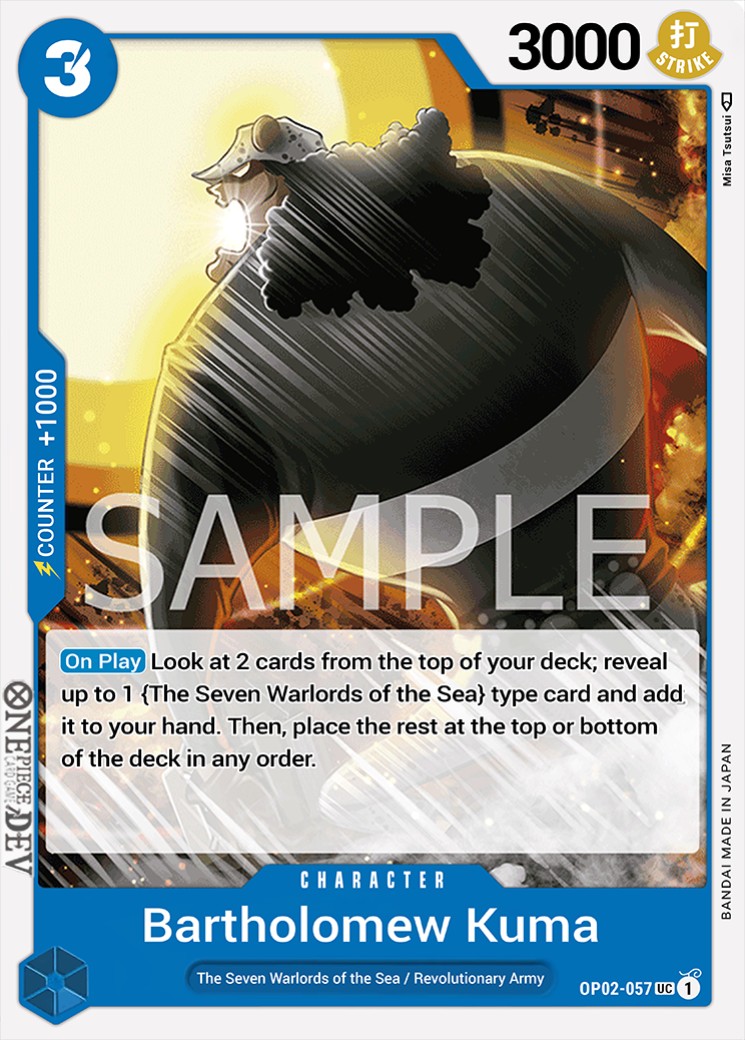 3
3000
打
STRIKE
Misa Tsutsui
COUNTER +1000
SAMPLE
On Play Look at 2 cards from the top of your deck; reveal
up to 1 {The Seven Warlords of the Sea} type card and add
it to your hand. Then, place the rest at the top or bottom
of the deck in any order.
ONE PIECE
CARD GAME
DEV
BANDAI MADE IN JAPAN
CHARACTER
Bartholomew Kuma
The Seven Warlords of the Sea / Revolutionary Army
OP02-057 UC 1